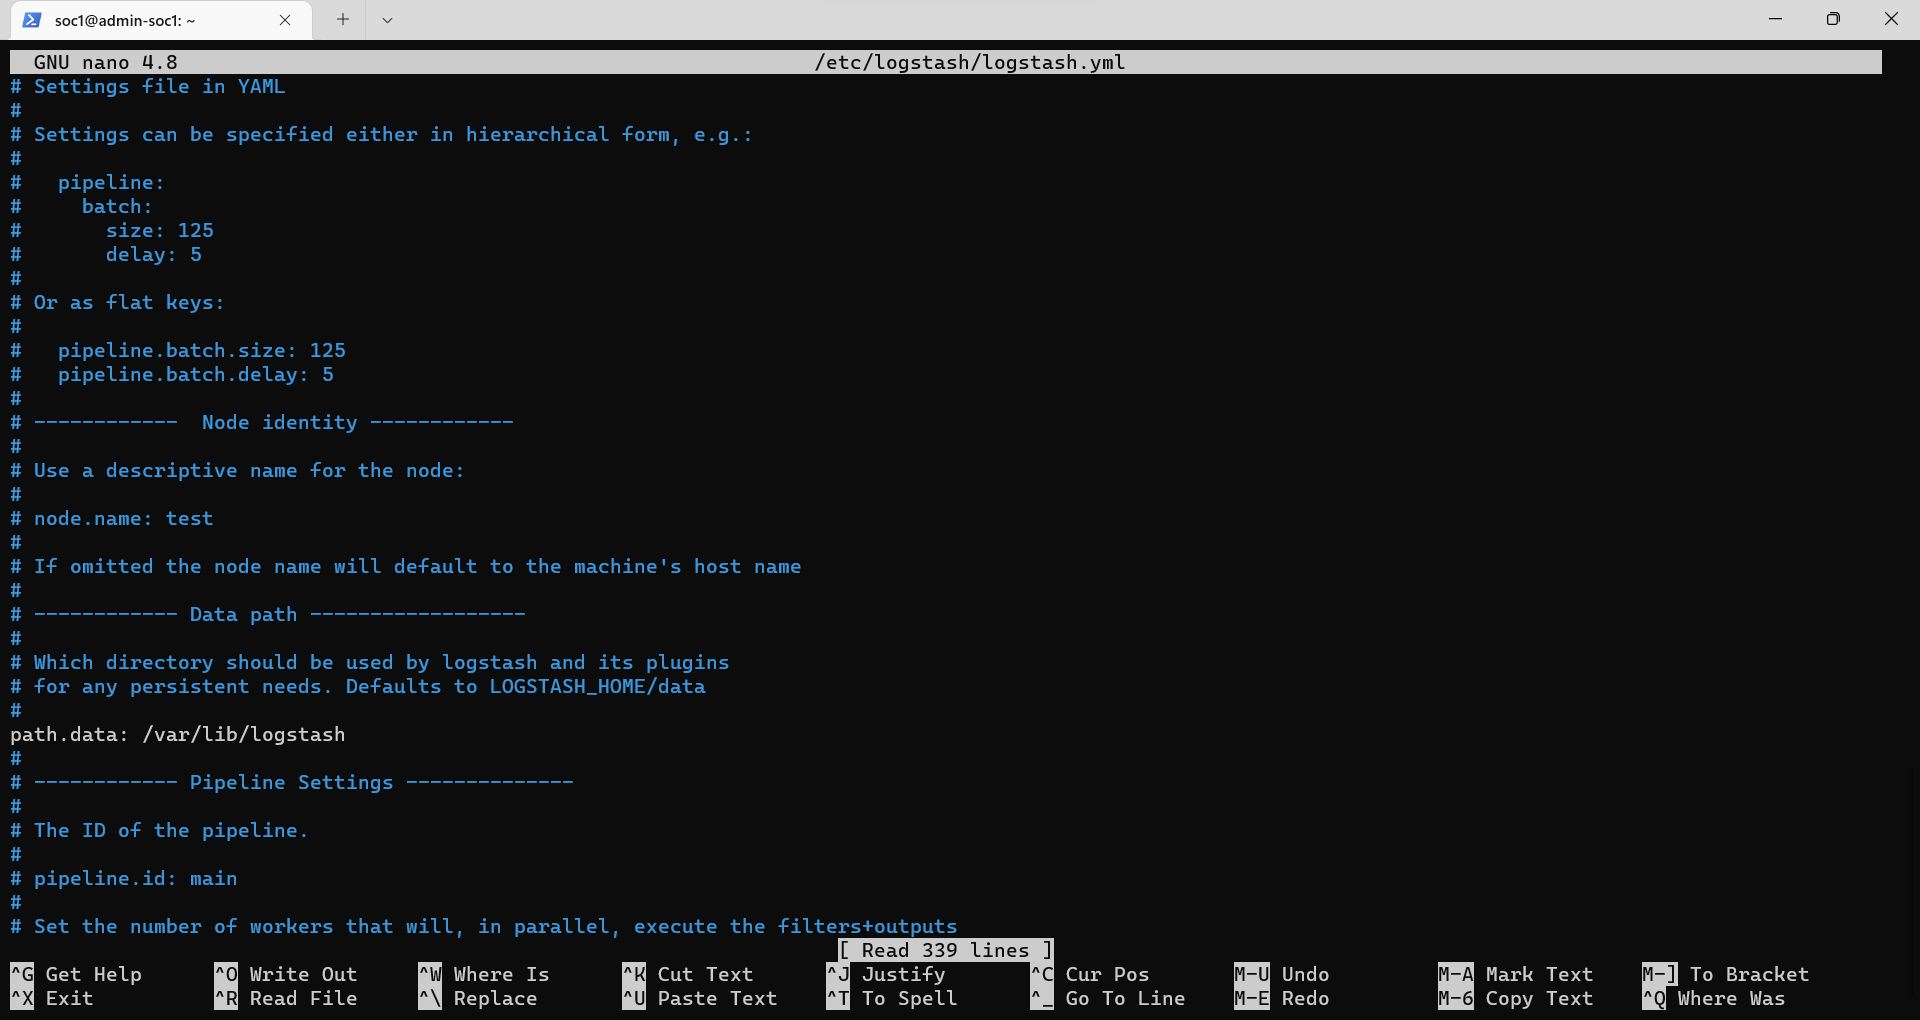 soc1@admin-soc1: ~
GNU nano 4.8 /etc/logstash/logstash.yml
# Settings file in YAML
#
# Settings can be specified either in hierarchical form, e.g.:
#
#   pipeline:
#     batch:
#       size: 125
#       delay: 5
#
# Or as flat keys:
#
#   pipeline.batch.size: 125
#   pipeline.batch.delay: 5
#
# ------------  Node identity ------------
#
# Use a descriptive name for the node:
#
# node.name: test
#
# If omitted the node name will default to the machine's host name
#
# ------------ Data path ------------------
#
# Which directory should be used by logstash and its plugins
# for any persistent needs. Defaults to LOGSTASH_HOME/data
#
path.data: /var/lib/logstash
#
# ------------ Pipeline Settings --------------
#
# The ID of the pipeline.
#
# pipeline.id: main
#
# Set the number of workers that will, in parallel, execute the filters+outputs
[ Read 339 lines ]
^G Get Help ^O Write Out ^W Where Is ^K Cut Text ^J Justify ^C Cur Pos M-U Undo M-A Mark Text M-] To Bracket
^X Exit ^R Read File ^\ Replace ^U Paste Text ^T To Spell ^_ Go To Line M-E Redo M-6 Copy Text ^Q Where Was